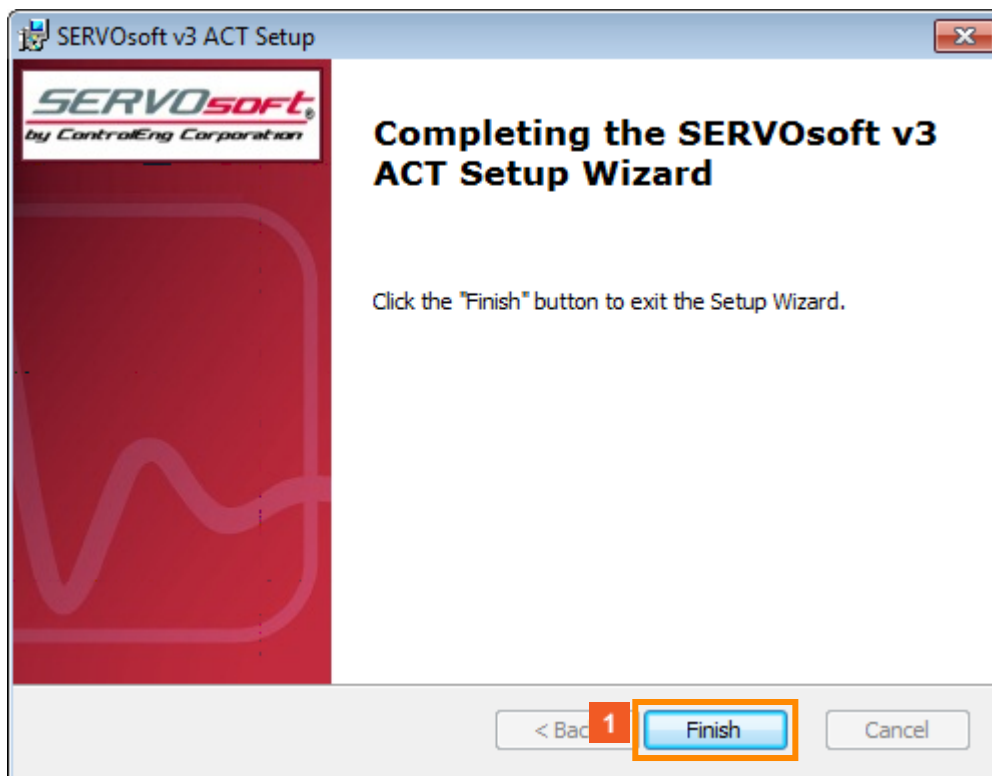 SERVOsoft v3 ACT Setup
SERVOsoft®
by ControlEng Corporation
Completing the SERVOsoft v3
ACT Setup Wizard
Click the "Finish" button to exit the Setup Wizard.
< Bac 1 Finish Cancel